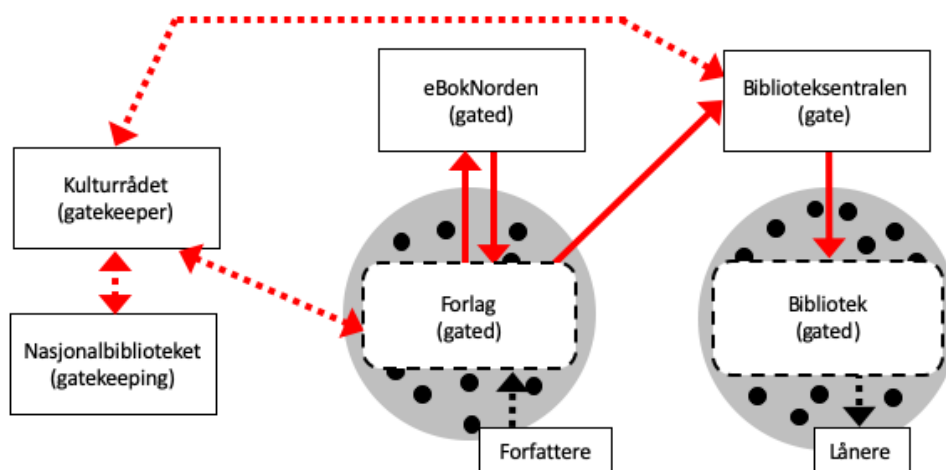 eBokNorden
(gated)
Biblioteksentralen
(gate)
Kulturrådet
(gatekeeper)
Forlag
(gated)
Bibliotek
(gated)
Nasjonalbiblioteket
(gatekeeping)
Forfattere
Lånere